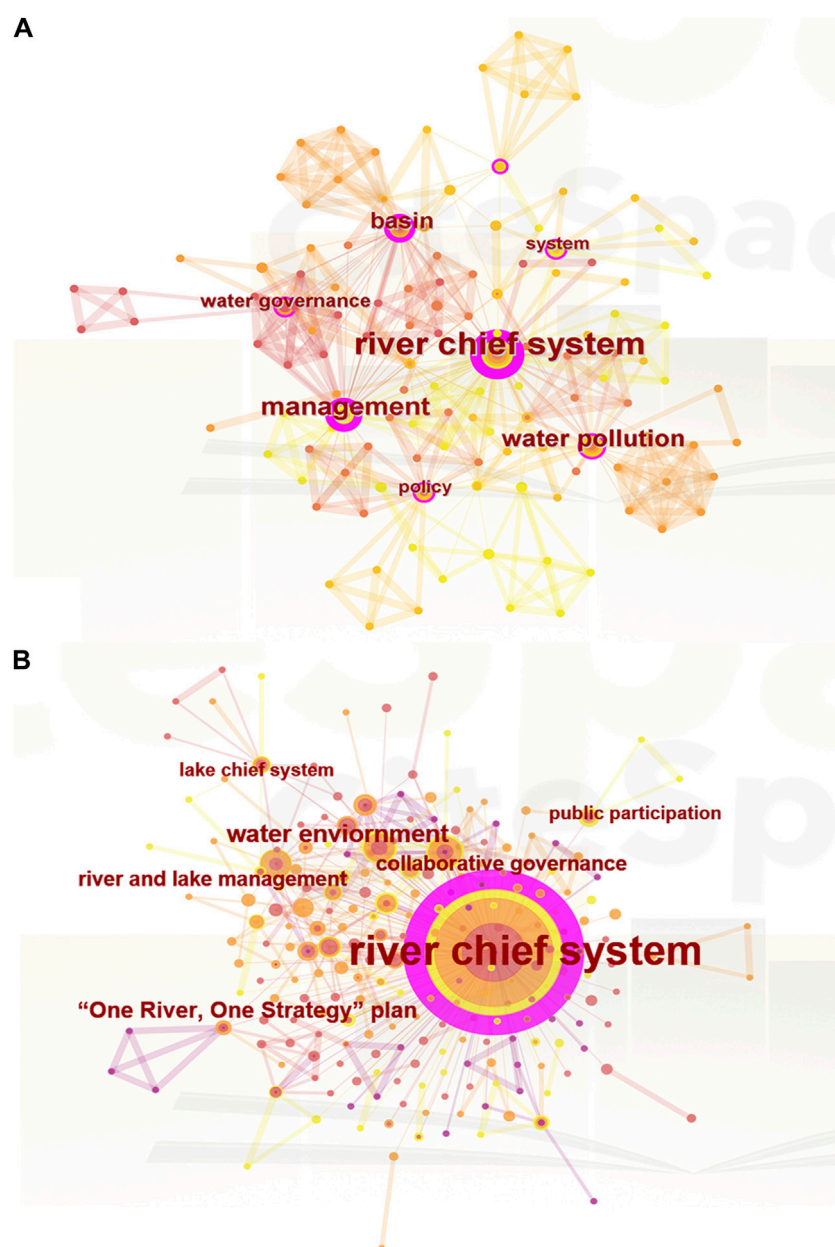 A
basin
system
water governance
river chief system
management
water pollution
policy
B
lake chief system
public participation
water enviornment
collaborative governance
river and lake management
river chief system
“One River, One Strategy” plan